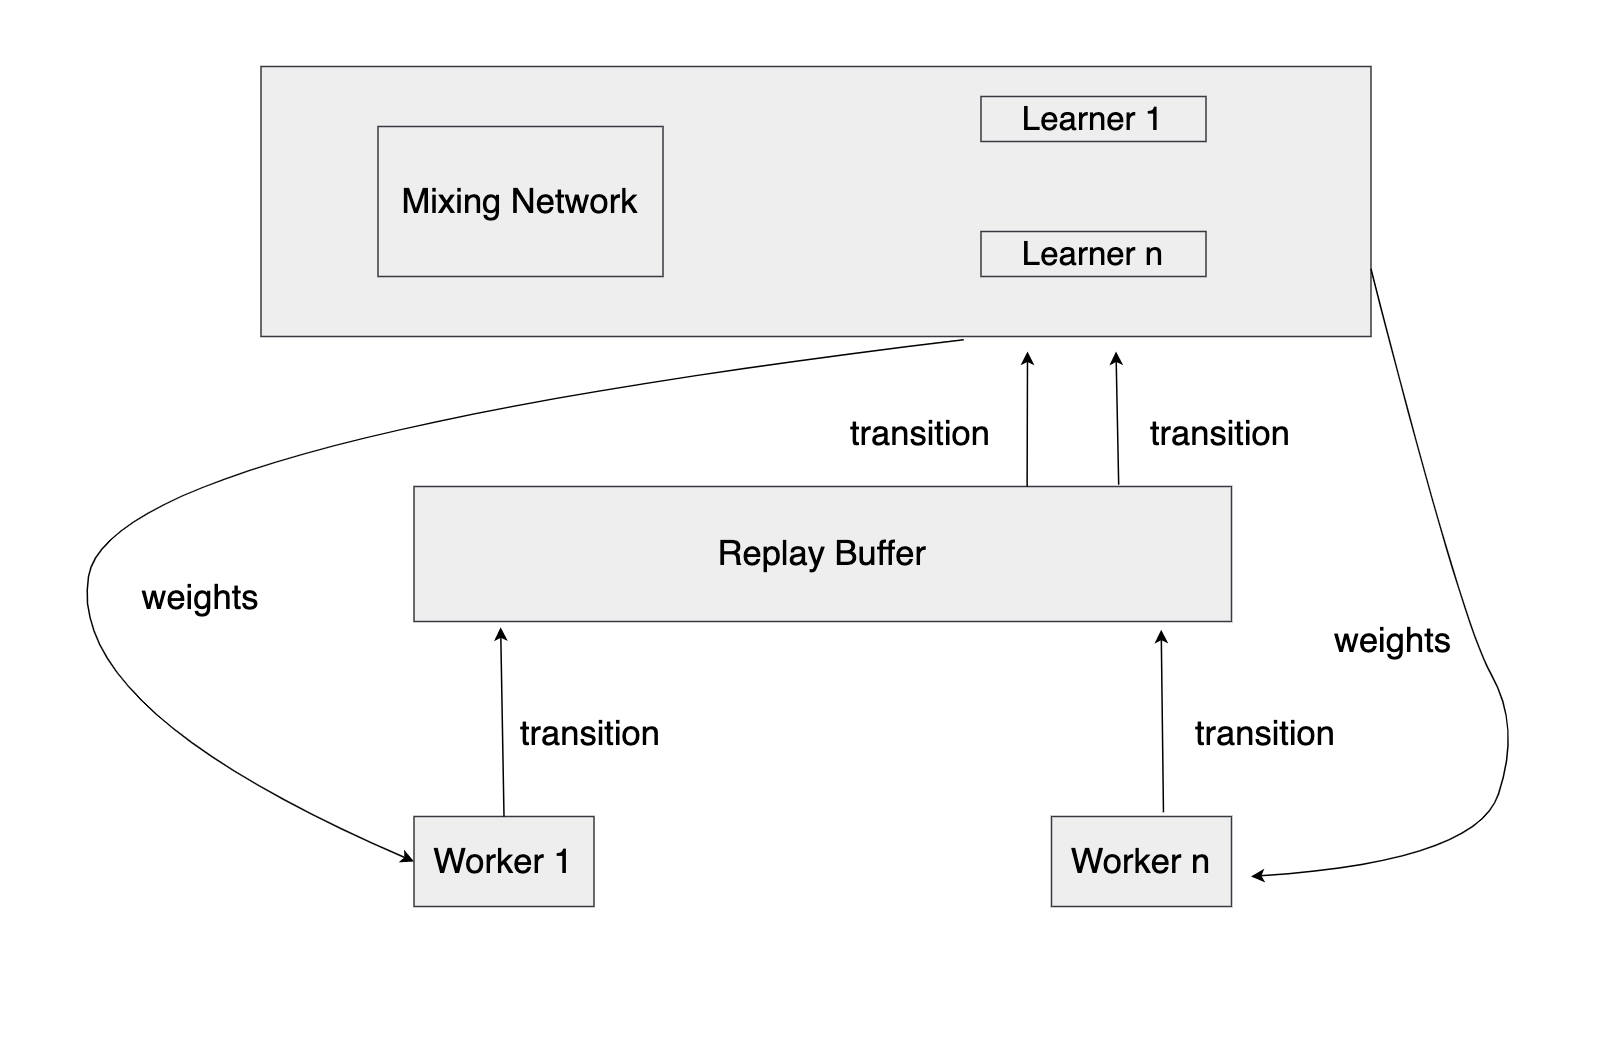 Learner 1
Mixing Network
Learner n
transition
transition
Replay Buffer
weights
weights
transition
transition
Worker 1
Worker n